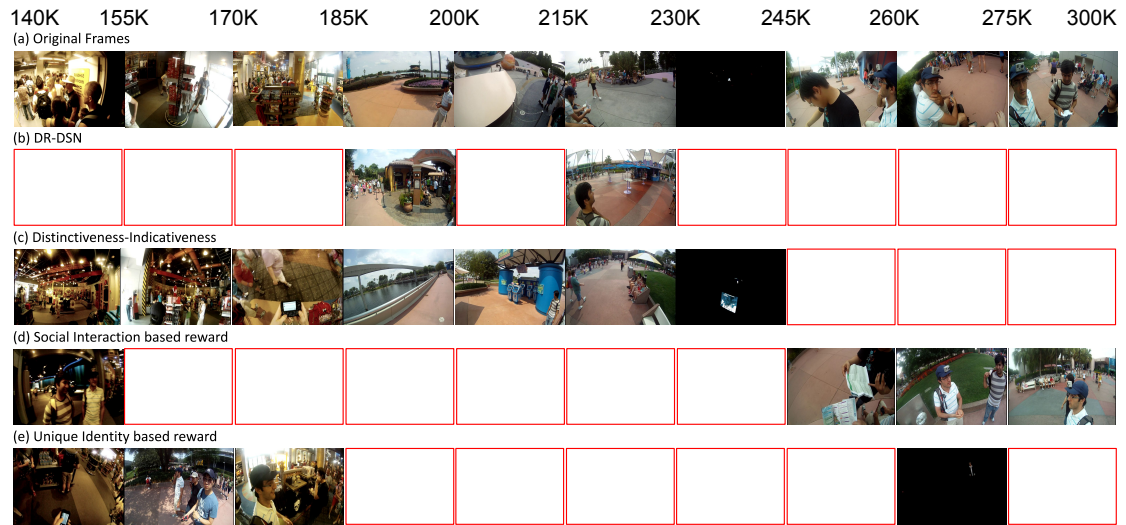 140K 155K 170K 185K 200K 215K 230K 245K 260K 275K 300K
(a) Original Frames
(b) DR-DSN
(c) Distinctiveness-Indicativeness
(d) Social Interaction based reward
(e) Unique Identity based reward